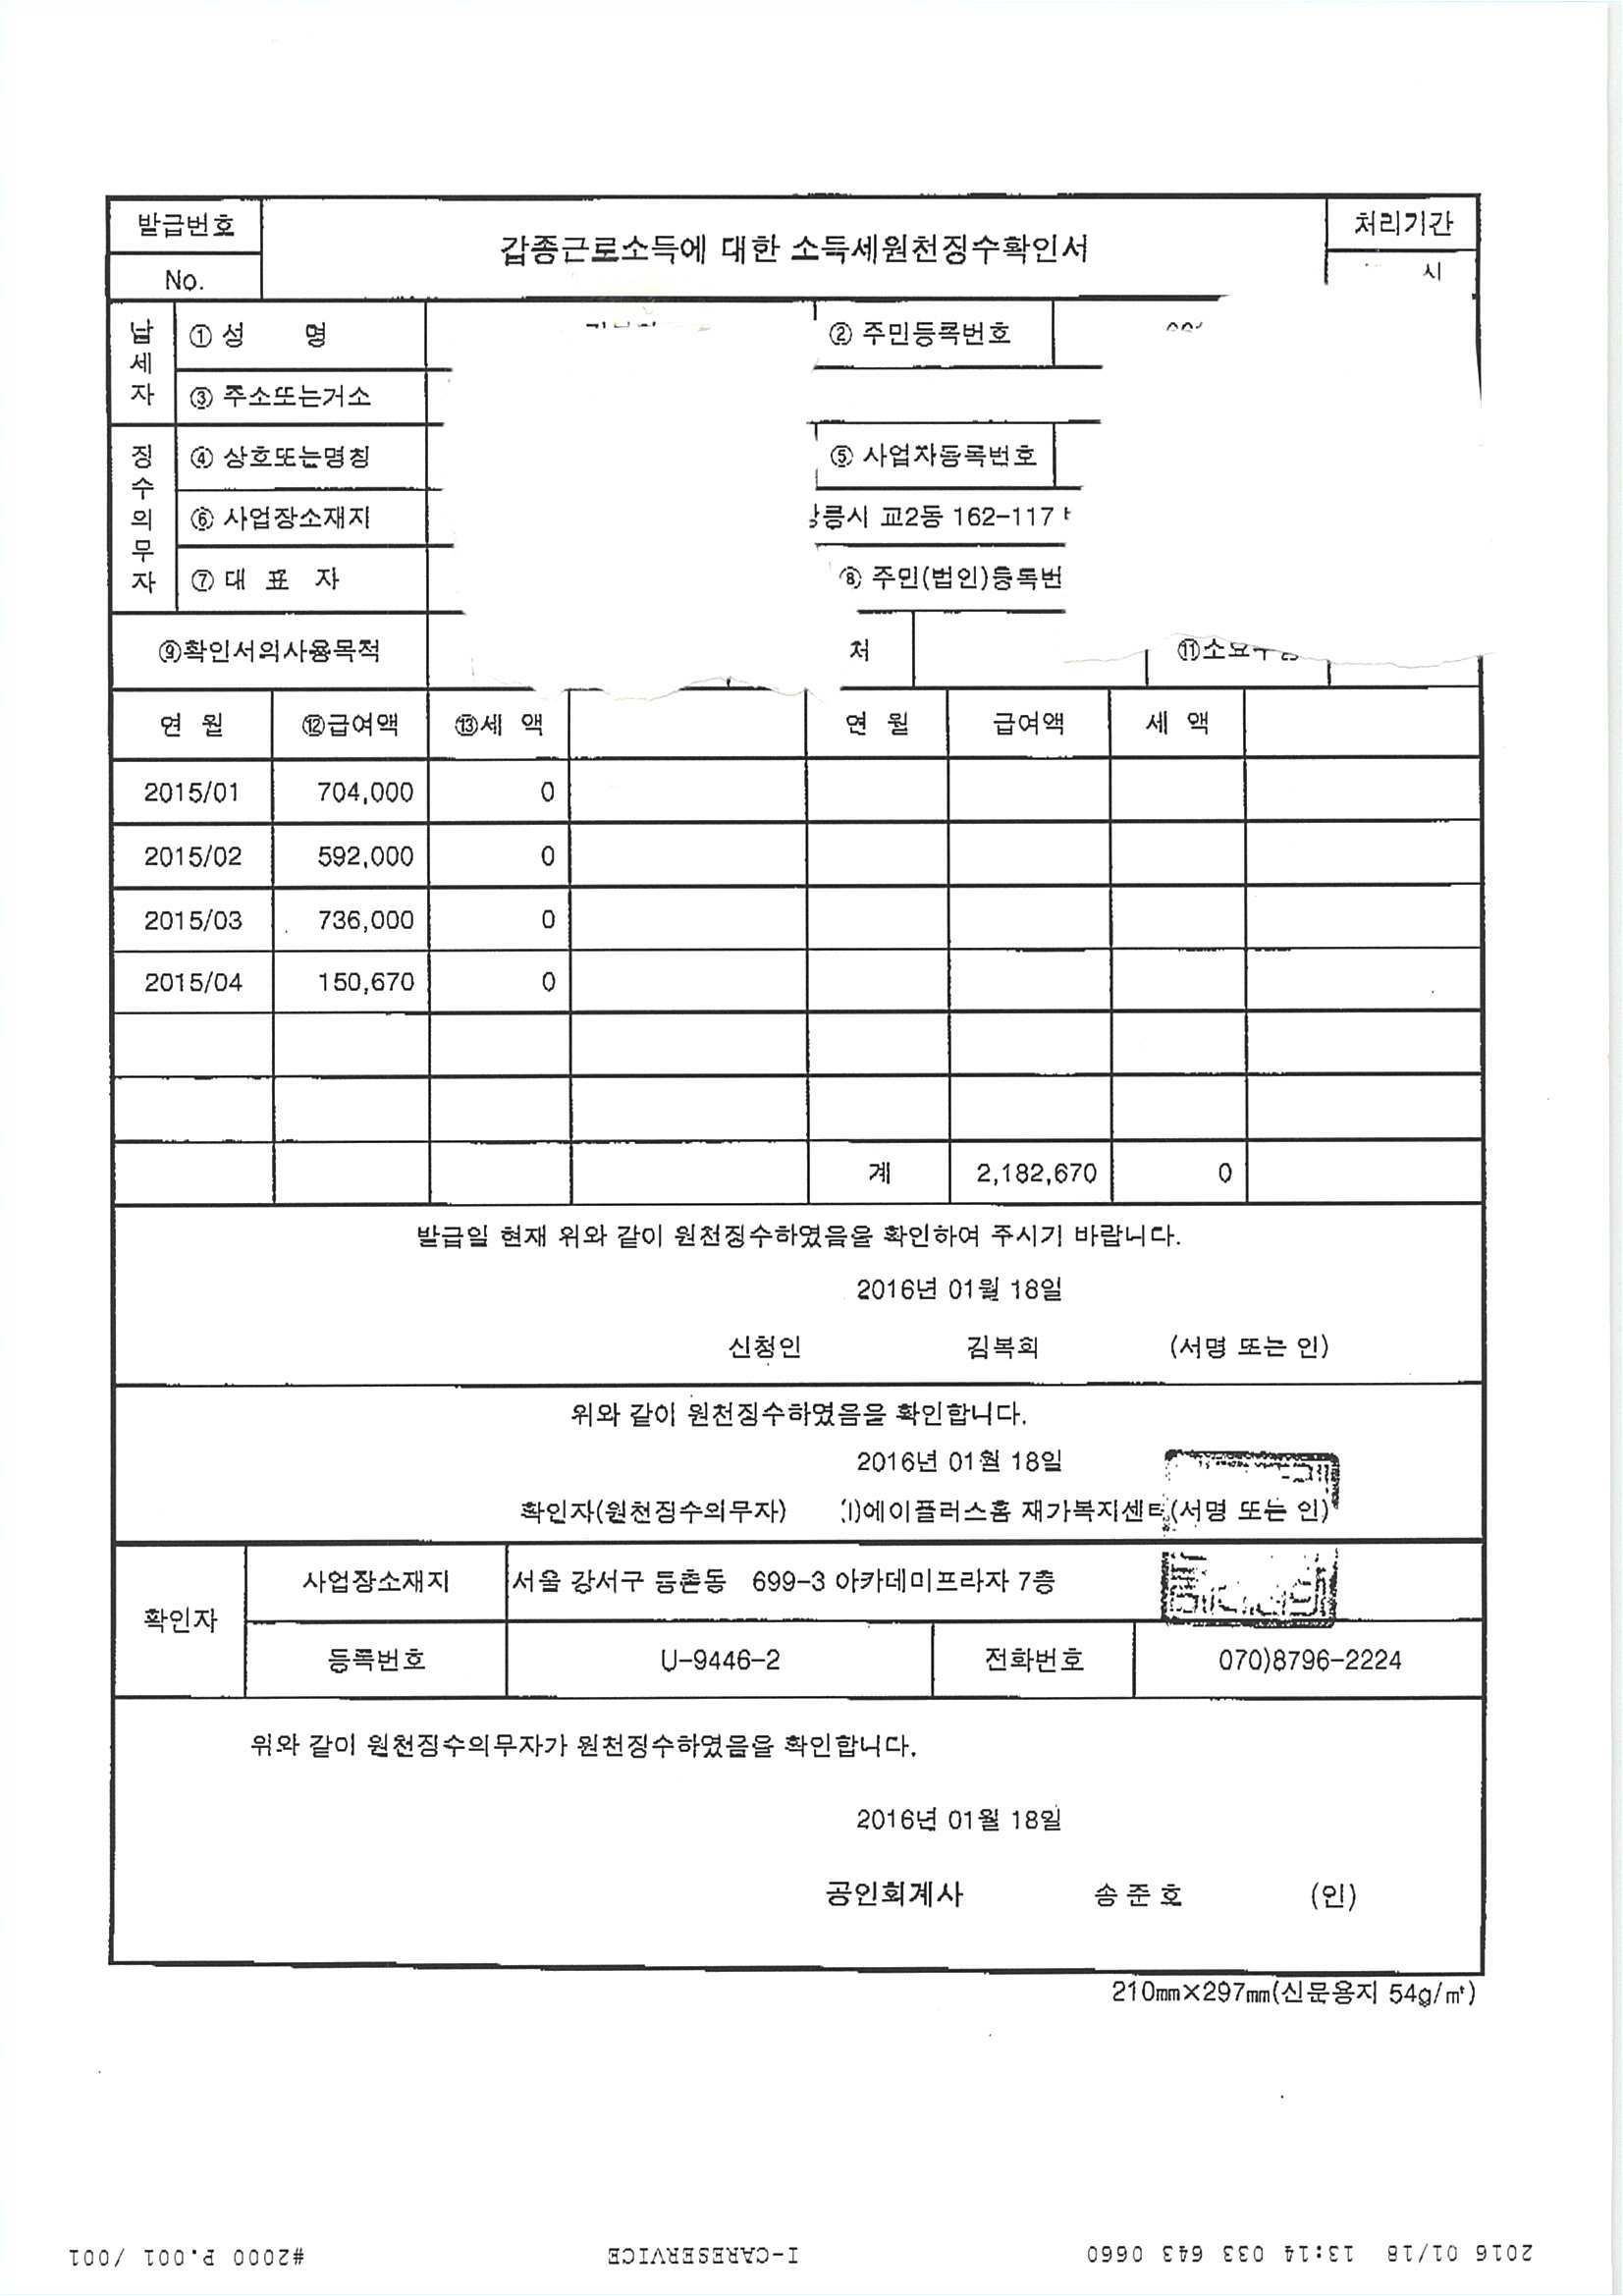 발급번호
갑종근로소득에 대한 소득세원천징수확인서
처리기간
No.
시
납세자
① 성 명
② 주민등록번호
③ 주소또는거소
징수의무자
④ 상호또는명칭
⑤ 사업자등록번호
⑥ 사업장소재지
릉시 교2동 162-117
⑦ 대 표 자
⑧ 주민(법인)등록번
⑨확인서의사용목적
처
연 월 ⑫급여액 ⑬세 액 연 월 급여액 세 액
2015/01 704,000 0
2015/02 592,000 0
2015/03 736,000 0
2015/04 150,670 0
계 2,182,670 0
발급일 현재 위와 같이 원천징수하였음을 확인하여 주시기 바랍니다.
2016년 01월 18일
신청인 김복희 (서명 또는 인)
위와 같이 원천징수하였음을 확인합니다.
2016년 01월 18일
확인자(원천징수의무자) )에이플러스홈 재가복지센터(서명 또는 인)
확인자
사업장소재지 서울 강서구 등촌동 699-3 아카데미프라자 7층
등록번호 U-9446-2 전화번호 070)8796-2224
위와 같이 원천징수의무자가 원천징수하였음을 확인합니다.
2016년 01월 18일
공인회계사 송 준 호 (인)
210mm×297mm(신문용지 54g/㎡)
2016 01/18 13:14 033 643 0660 I-CARESERVICE #2000 P.001 /001